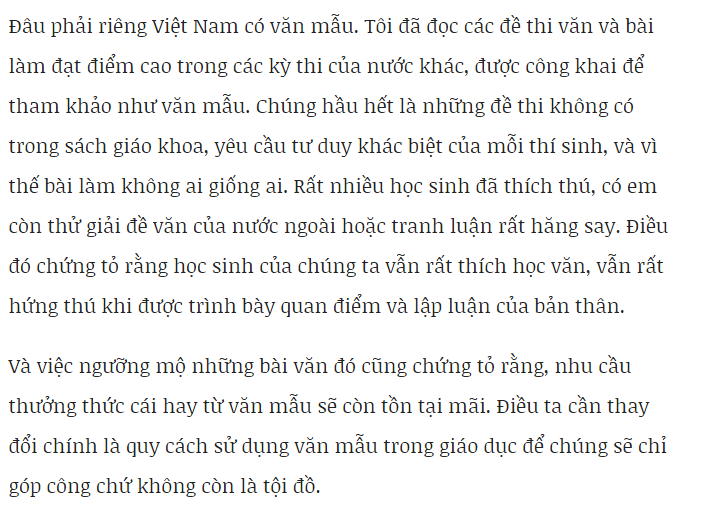 Đâu phải riêng Việt Nam có văn mẫu. Tôi đã đọc các đề thi văn và bài
làm đạt điểm cao trong các kỳ thi của nước khác, được công khai để
tham khảo như văn mẫu. Chúng hầu hết là những đề thi không có
trong sách giáo khoa, yêu cầu tư duy khác biệt của mỗi thí sinh, và vì
thế bài làm không ai giống ai. Rất nhiều học sinh đã thích thú, có em
còn thử giải đề văn của nước ngoài hoặc tranh luận rất hăng say. Điều
đó chứng tỏ rằng học sinh của chúng ta vẫn rất thích học văn, vẫn rất
hứng thú khi được trình bày quan điểm và lập luận của bản thân.
Và việc ngưỡng mộ những bài văn đó cũng chứng tỏ rằng, nhu cầu
thưởng thức cái hay từ văn mẫu sẽ còn tồn tại mãi. Điều ta cần thay
đổi chính là quy cách sử dụng văn mẫu trong giáo dục để chúng sẽ chỉ
góp công chứ không còn là tội đồ.